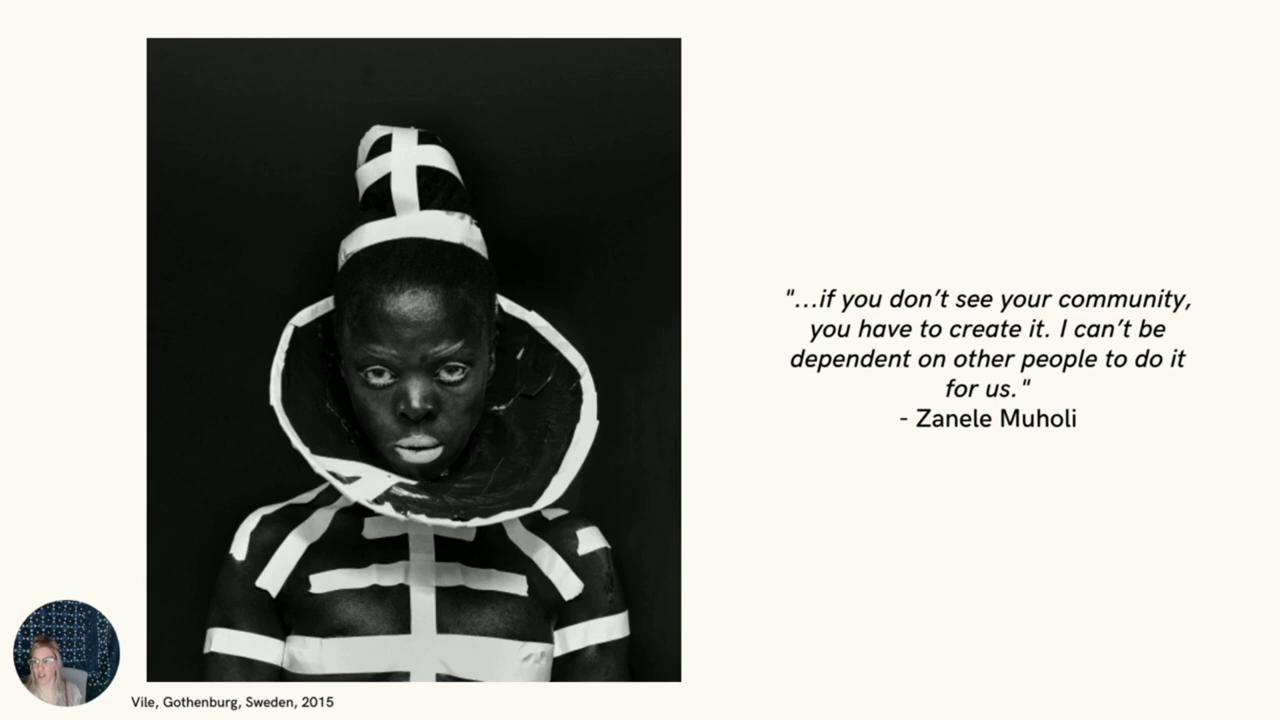 "...if you don’t see your community,
you have to create it. I can’t be
dependent on other people to do it
for us."
- Zanele Muholi
Vile, Gothenburg, Sweden, 2015